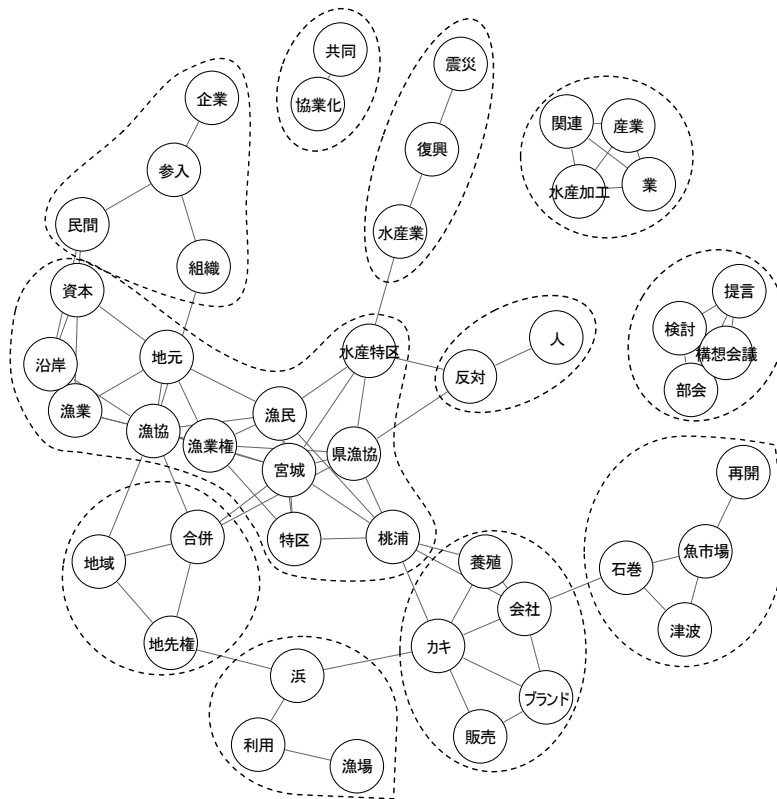 共同
震災
企業
協業化
関連
産業
復興
参入
業
水産加工
民間
水産業
組織
資本
提言
検討
人
地元
水産特区
構想会議
沿岸
反対
部会
漁業
漁民
漁協
漁業権
県漁協
宮城
再開
合併
特区
桃浦
魚市場
地域
養殖
石巻
会社
津波
地先権
カキ
浜
ブランド
利用
販売
漁場